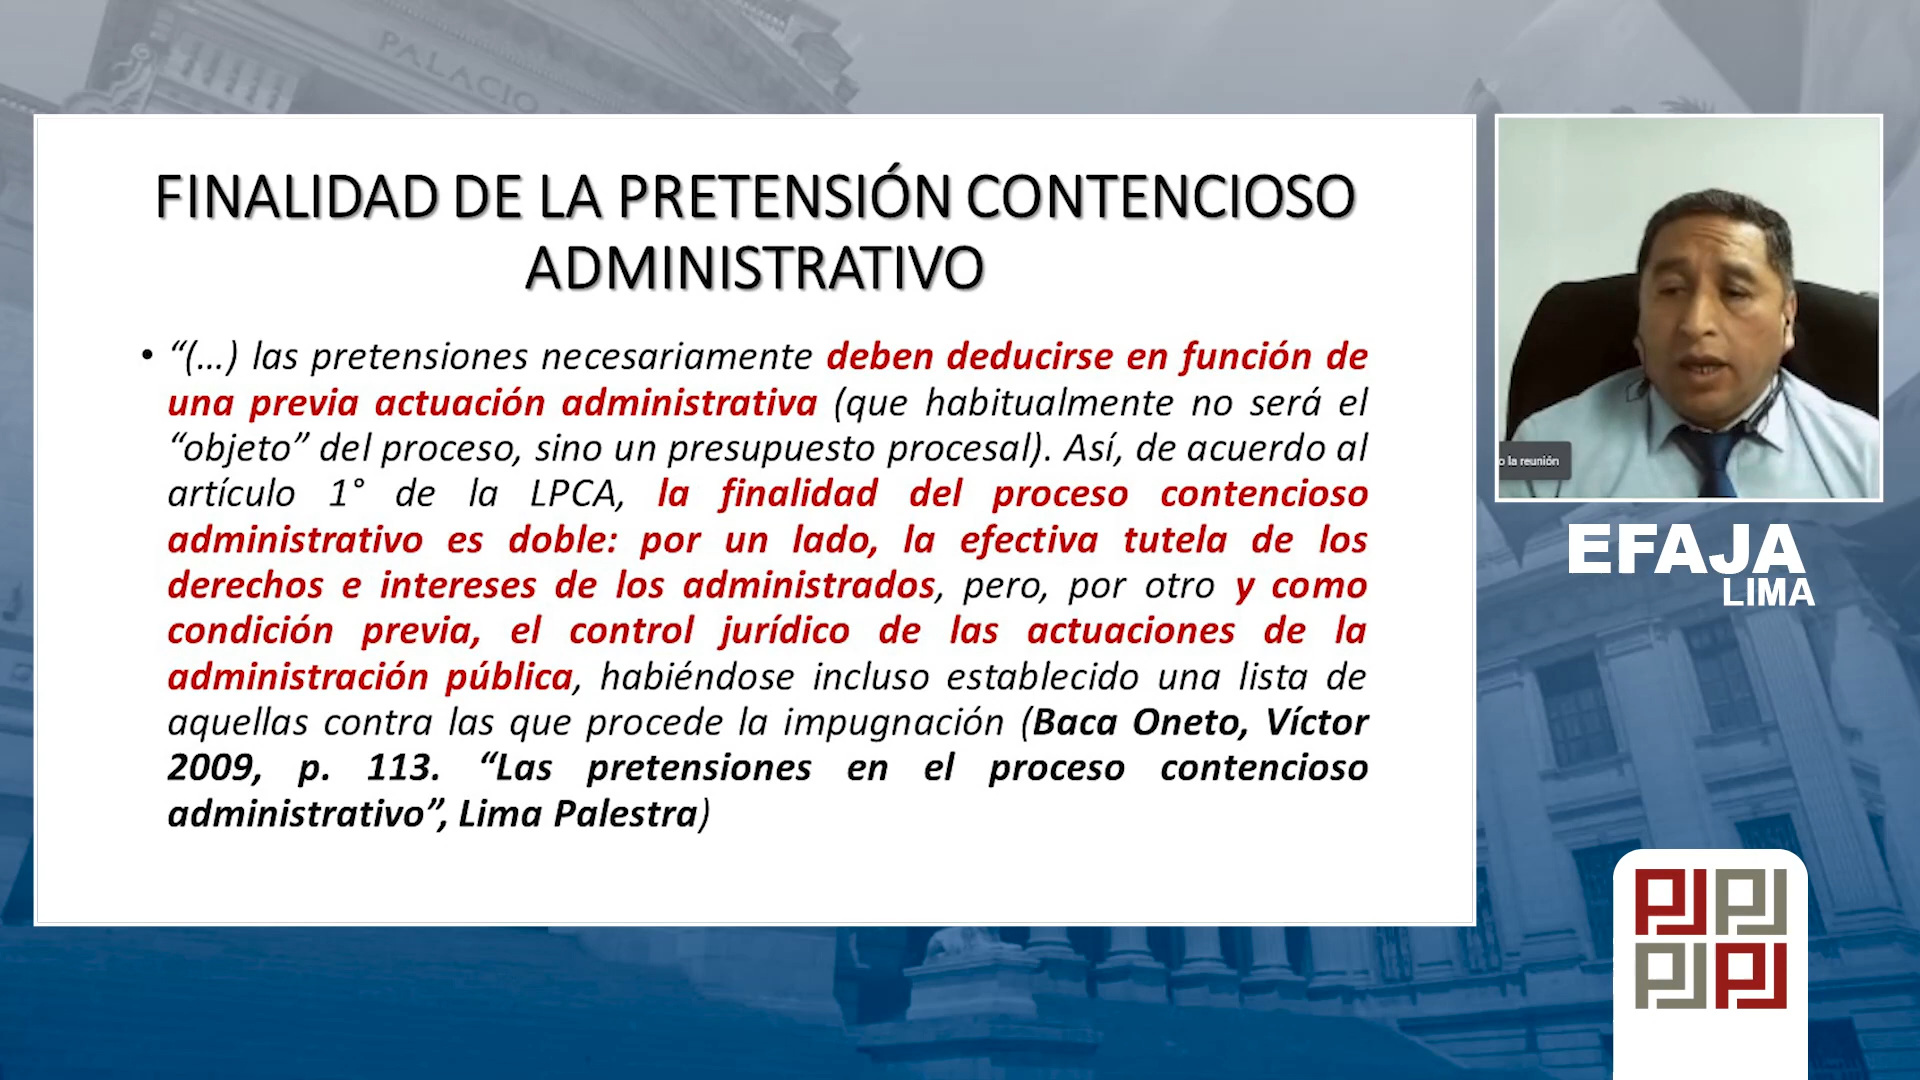 PALACIO
FINALIDAD DE LA PRETENSIÓN CONTENCIOSO
ADMINISTRATIVO
• “(...) las pretensiones necesariamente deben deducirse en función de
una previa actuación administrativa (que habitualmente no será el
“objeto” del proceso, sino un presupuesto procesal). Así, de acuerdo al
artículo 1° de la LPCA, la finalidad del proceso contencioso
administrativo es doble: por un lado, la efectiva tutela de los
derechos e intereses de los administrados, pero, por otro y como
condición previa, el control jurídico de las actuaciones de la
administración pública, habiéndose incluso establecido una lista de
aquellas contra las que procede la impugnación (Baca Oneto, Víctor
2009, p. 113. “Las pretensiones en el proceso contencioso
administrativo”, Lima Palestra)
o la reunión
EFAJA
LIMA
PJ PJ
PJ PJ